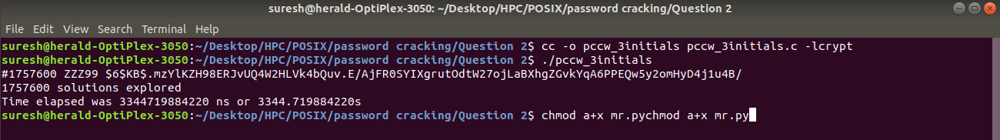 suresh@herald-OptiPlex-3050: ~/Desktop/HPC/POSIX/password cracking/Question 2
File Edit View Search Terminal Help
suresh@herald-OptiPlex-3050:~/Desktop/HPC/POSIX/password cracking/Question 2$ cc -o pccw_3initials pccw_3initials.c -lcrypt
suresh@herald-OptiPlex-3050:~/Desktop/HPC/POSIX/password cracking/Question 2$ ./pccw_3initials
#1757600 ZZZ99 $6$KB$.mzYlKZH98ERJvUQ4W2HLVk4bQuv.E/AjFR0SYIXgrutOdtW27ojLaBXhgZGvkYqA6PPEQw5y2omHyD4j1u4B/
1757600 solutions explored
Time elapsed was 3344719884220 ns or 3344.719884220s
suresh@herald-OptiPlex-3050:~/Desktop/HPC/POSIX/password cracking/Question 2$ chmod a+x mr.pychmod a+x mr.py